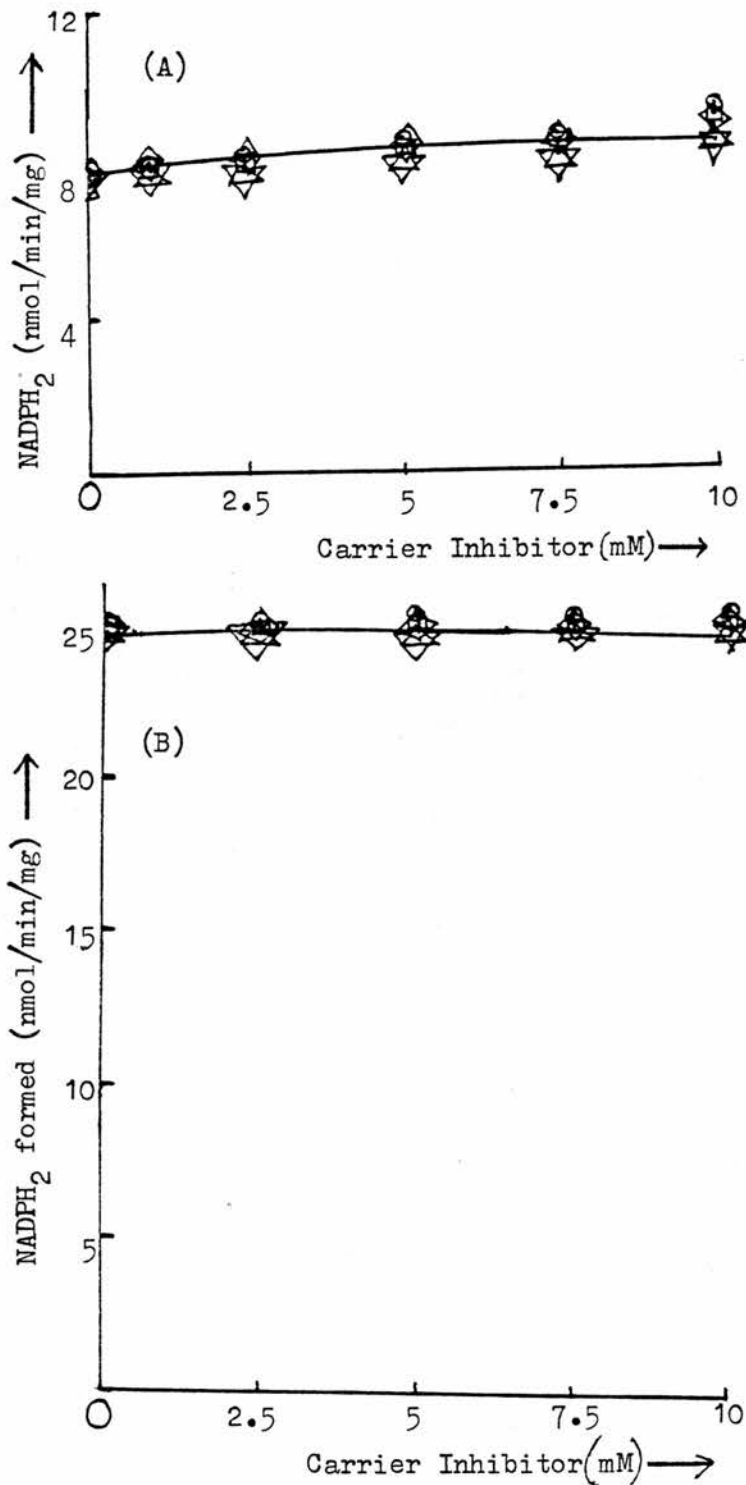 12
(A)
8
4
NADPH2 (nmol/min/mg)
0 2.5 5 7.5 10
Carrier Inhibitor(mM)
25
(B)
20
15
10
5
NADPH2 formed (nmol/min/mg)
0 2.5 5 7.5 10
Carrier Inhibitor(mM)